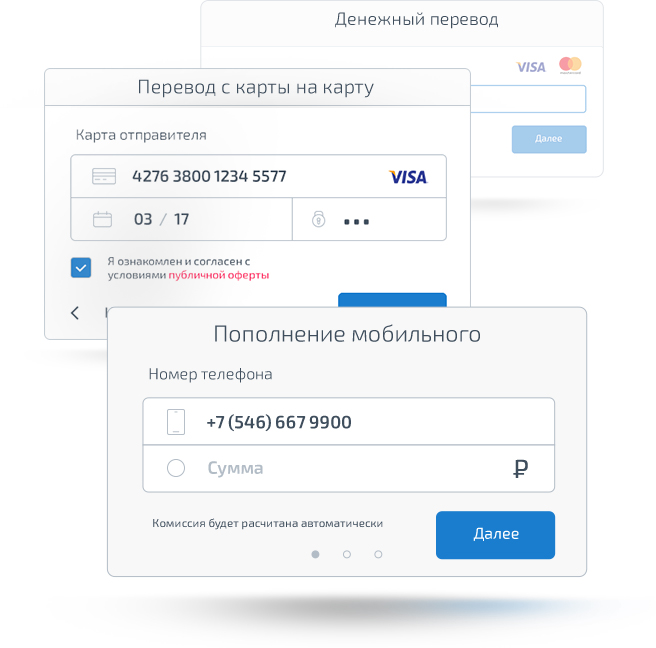 Денежный перевод
VISA
Далее
Перевод с карты на карту
Карта отправителя
4276 3800 1234 5577 VISA
03 / 17
Я ознакомлен и согласен с
условиями публичной оферты
Пополнение мобильного
Номер телефона
+7 (546) 667 9900
Сумма ₽
Комиссия будет расчитана автоматически
Далее